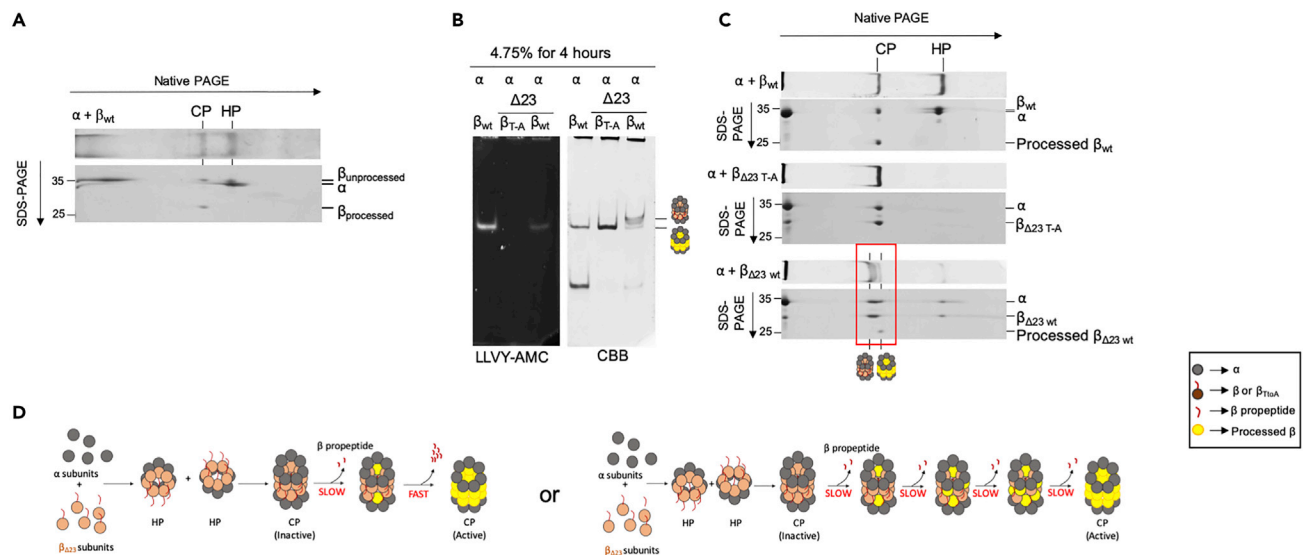 A
Native PAGE
CP HP
α + βwt
SDS-PAGE
35
25
βunprocessed
α
βprocessed
B
4.75% for 4 hours
α α α
Δ23
βwt βT-A βwt
α α α
Δ23
βwt βT-A βwt
LLVY-AMC CBB
C
Native PAGE
CP HP
α + βwt
SDS-PAGE
35
25
βwt
α
Processed βwt
α + βΔ23 T-A
SDS-PAGE
35
25
α
βΔ23 T-A
α + βΔ23 wt
SDS-PAGE
35
25
α
βΔ23 wt
Processed βΔ23 wt
α
β or βTtoA
β propeptide
Processed β
D
α subunits
+
βΔ23 subunits
HP
+
HP
CP
(Inactive)
β propeptide
SLOW
FAST
CP
(Active)
or
α subunits
+
βΔ23 subunits
HP
+
HP
CP
(Inactive)
β propeptide
SLOW
SLOW
SLOW
SLOW
CP
(Active)